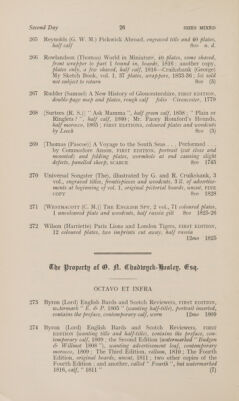 Second Day 26 SIZES MIXED
265 Reynolds (G. W. M.) Pickwick Abroad, engraved title and 40 plates,
half calf 8vo n. d.
266 Rowlandson (Thomas) World in Miniature, 40 plates, some shaved,
front wrapper to part 1 bound in, boards, 1816: another copy,
plates only, a few shaved, half calf, 1816—Cruikshank (George)
My Sketch Book, vol. 1, 37 plates, wrappers, 1833-36; sold not
subject to return 8vo (3)
267 Rudder (Samuel) A New History of Gloucestershire, FIRST EDITION,
double-page map and plates, rough calf folio Cirencester, 1779
268 [Surtees (R. S.)] " Ask Mamma ", half green calf, 1858; " Plain or
Ringlets? ", half calf, 1860; Mr. Facey Romford's Hounds,
half morocco, 1865; FIRST EDITIONS, coloured plates and woodcuts
by Leech 8vo (3)
269 [Thomas (Pascoe)] A Voyage to the South Seas . . . Performed
by Commodore Anson, FIRST EDITION,
mounted) and folding plates, wormhole at end causing slight
defects, panelled sheep, SCARCE 8vo 1745
270 Universal Songster (The), illustrated by G. and R. Cruikshank, 3
vol., engraved titles, frontispieces and woodcuts, 3 ll. of advertise-
ments at beginning of vol. 1, original pictorial boards, uncut, FINE
COPY 8vo 1828
271 [WESTMACOTT (C. M.)] THE ENGLISH SPY, 2 vol., 71 coloured plates,
1 uncoloured plate and woodcuts, half russia gilt 8vo 1825-26
272 Wilson (Harriette) Paris Lions and London Tigers, FIRST EDITION,
12 coloured plates, two imprints cut away, half russia
12mo 1825
The Property of O. N. Chadwyck-Healey, Esq.
OCTAVO ET INFRA
273 Byron (Lord) English Bards and Scotch Reviewers, FIRST EDITION,
watermark " E. & P. 1805 " (wanting half-title), portrait inserted,
contains the preface, contemporary calf, worn 12mo 1809
274 Byron (Lord) English Bards and Scotch Reviewers, FIRST
EDITION (wanting title and half-title), contains the preface, con-
temporary calf, 1809; the Second Edition (watermarked " Budgen
& Wilmott 1808 "), wanting advertisement leaf, contemporary
morocco, 1809; The Third Edition, vellum, 1810; The Fourth
Edition, original boards, uncut, 1811; two other copies of the
Fourth Edition; and another, called " Fourth ", but watermarked
1816, calf, " 1811 " (7)